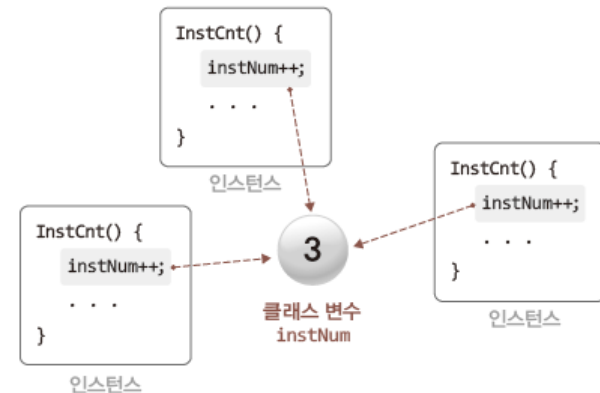 InstCnt() {
instNum++;
. . .
}
인스턴스
InstCnt() {
instNum++;
. . .
}
인스턴스
InstCnt() {
instNum++;
. . .
}
인스턴스
3
클래스 변수
instNum